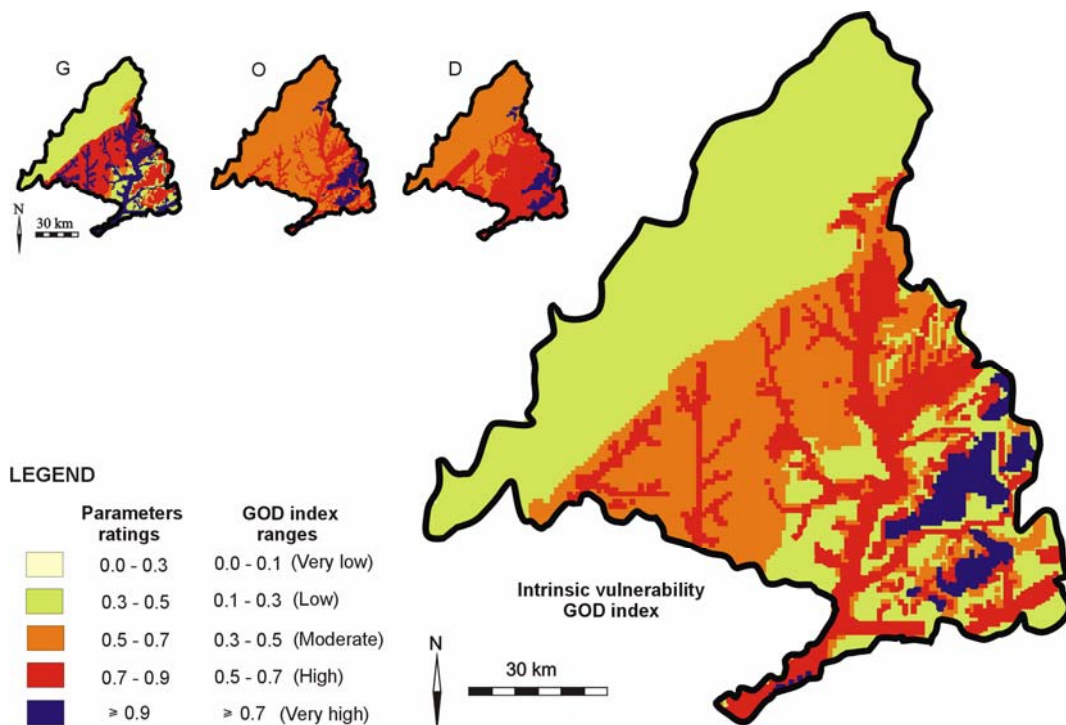 G
O
D
N
30 km
LEGEND
Parameters ratings
GOD index ranges
0.0 - 0.3
0.0 - 0.1 (Very low)
0.3 - 0.5
0.1 - 0.3 (Low)
0.5 - 0.7
0.3 - 0.5 (Moderate)
0.7 - 0.9
0.5 - 0.7 (High)
≥ 0.9
≥ 0.7 (Very high)
Intrinsic vulnerability
GOD index
N
30 km